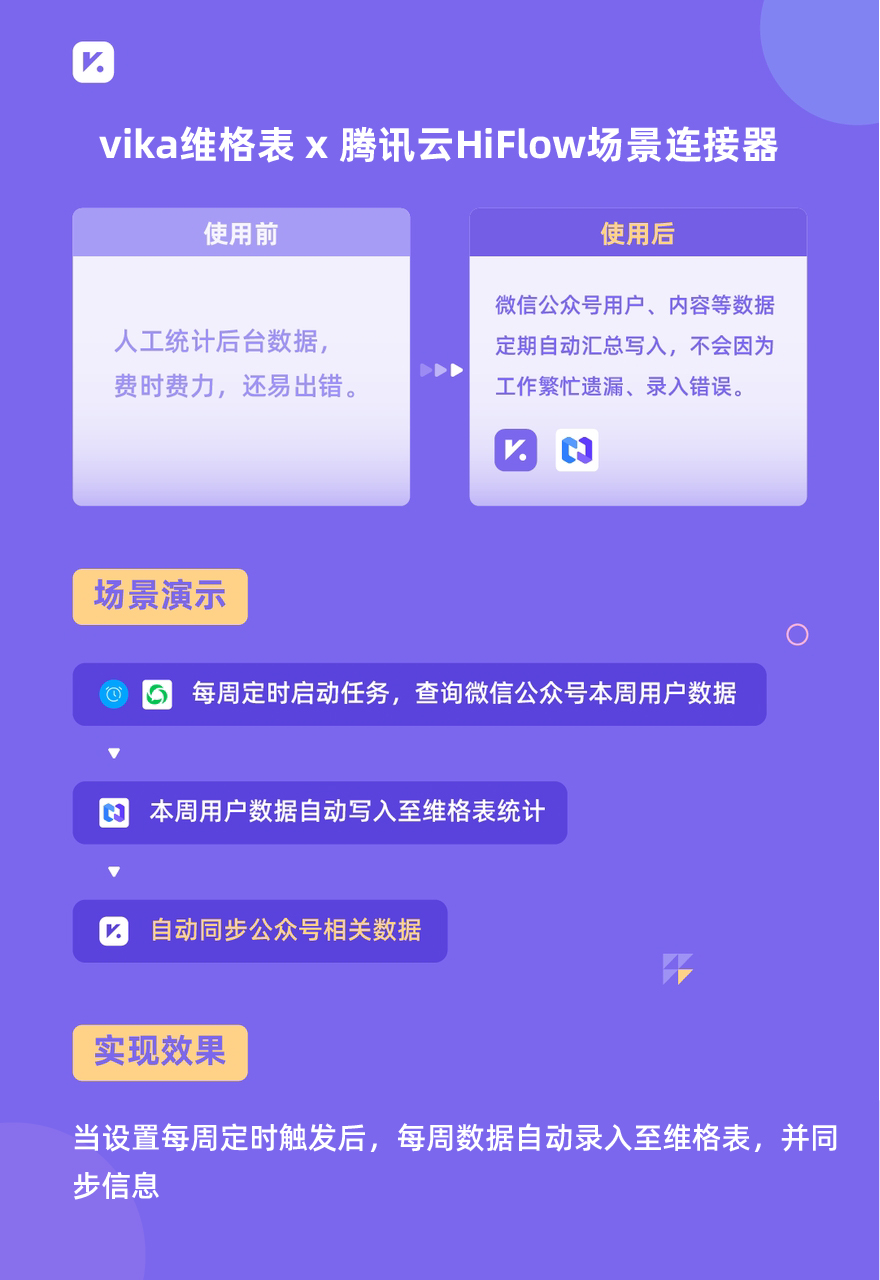 vika维格表 x 腾讯云HiFlow场景连接器
使用前
人工统计后台数据，
费时费力，还易出错。
使用后
微信公众号用户、内容等数据
定期自动汇总写入，不会因为
工作繁忙遗漏、录入错误。
场景演示
每周定时启动任务，查询微信公众号本周用户数据
本周用户数据自动写入至维格表统计
自动同步公众号相关数据
实现效果
当设置每周定时触发后，每周数据自动录入至维格表，并同
步信息